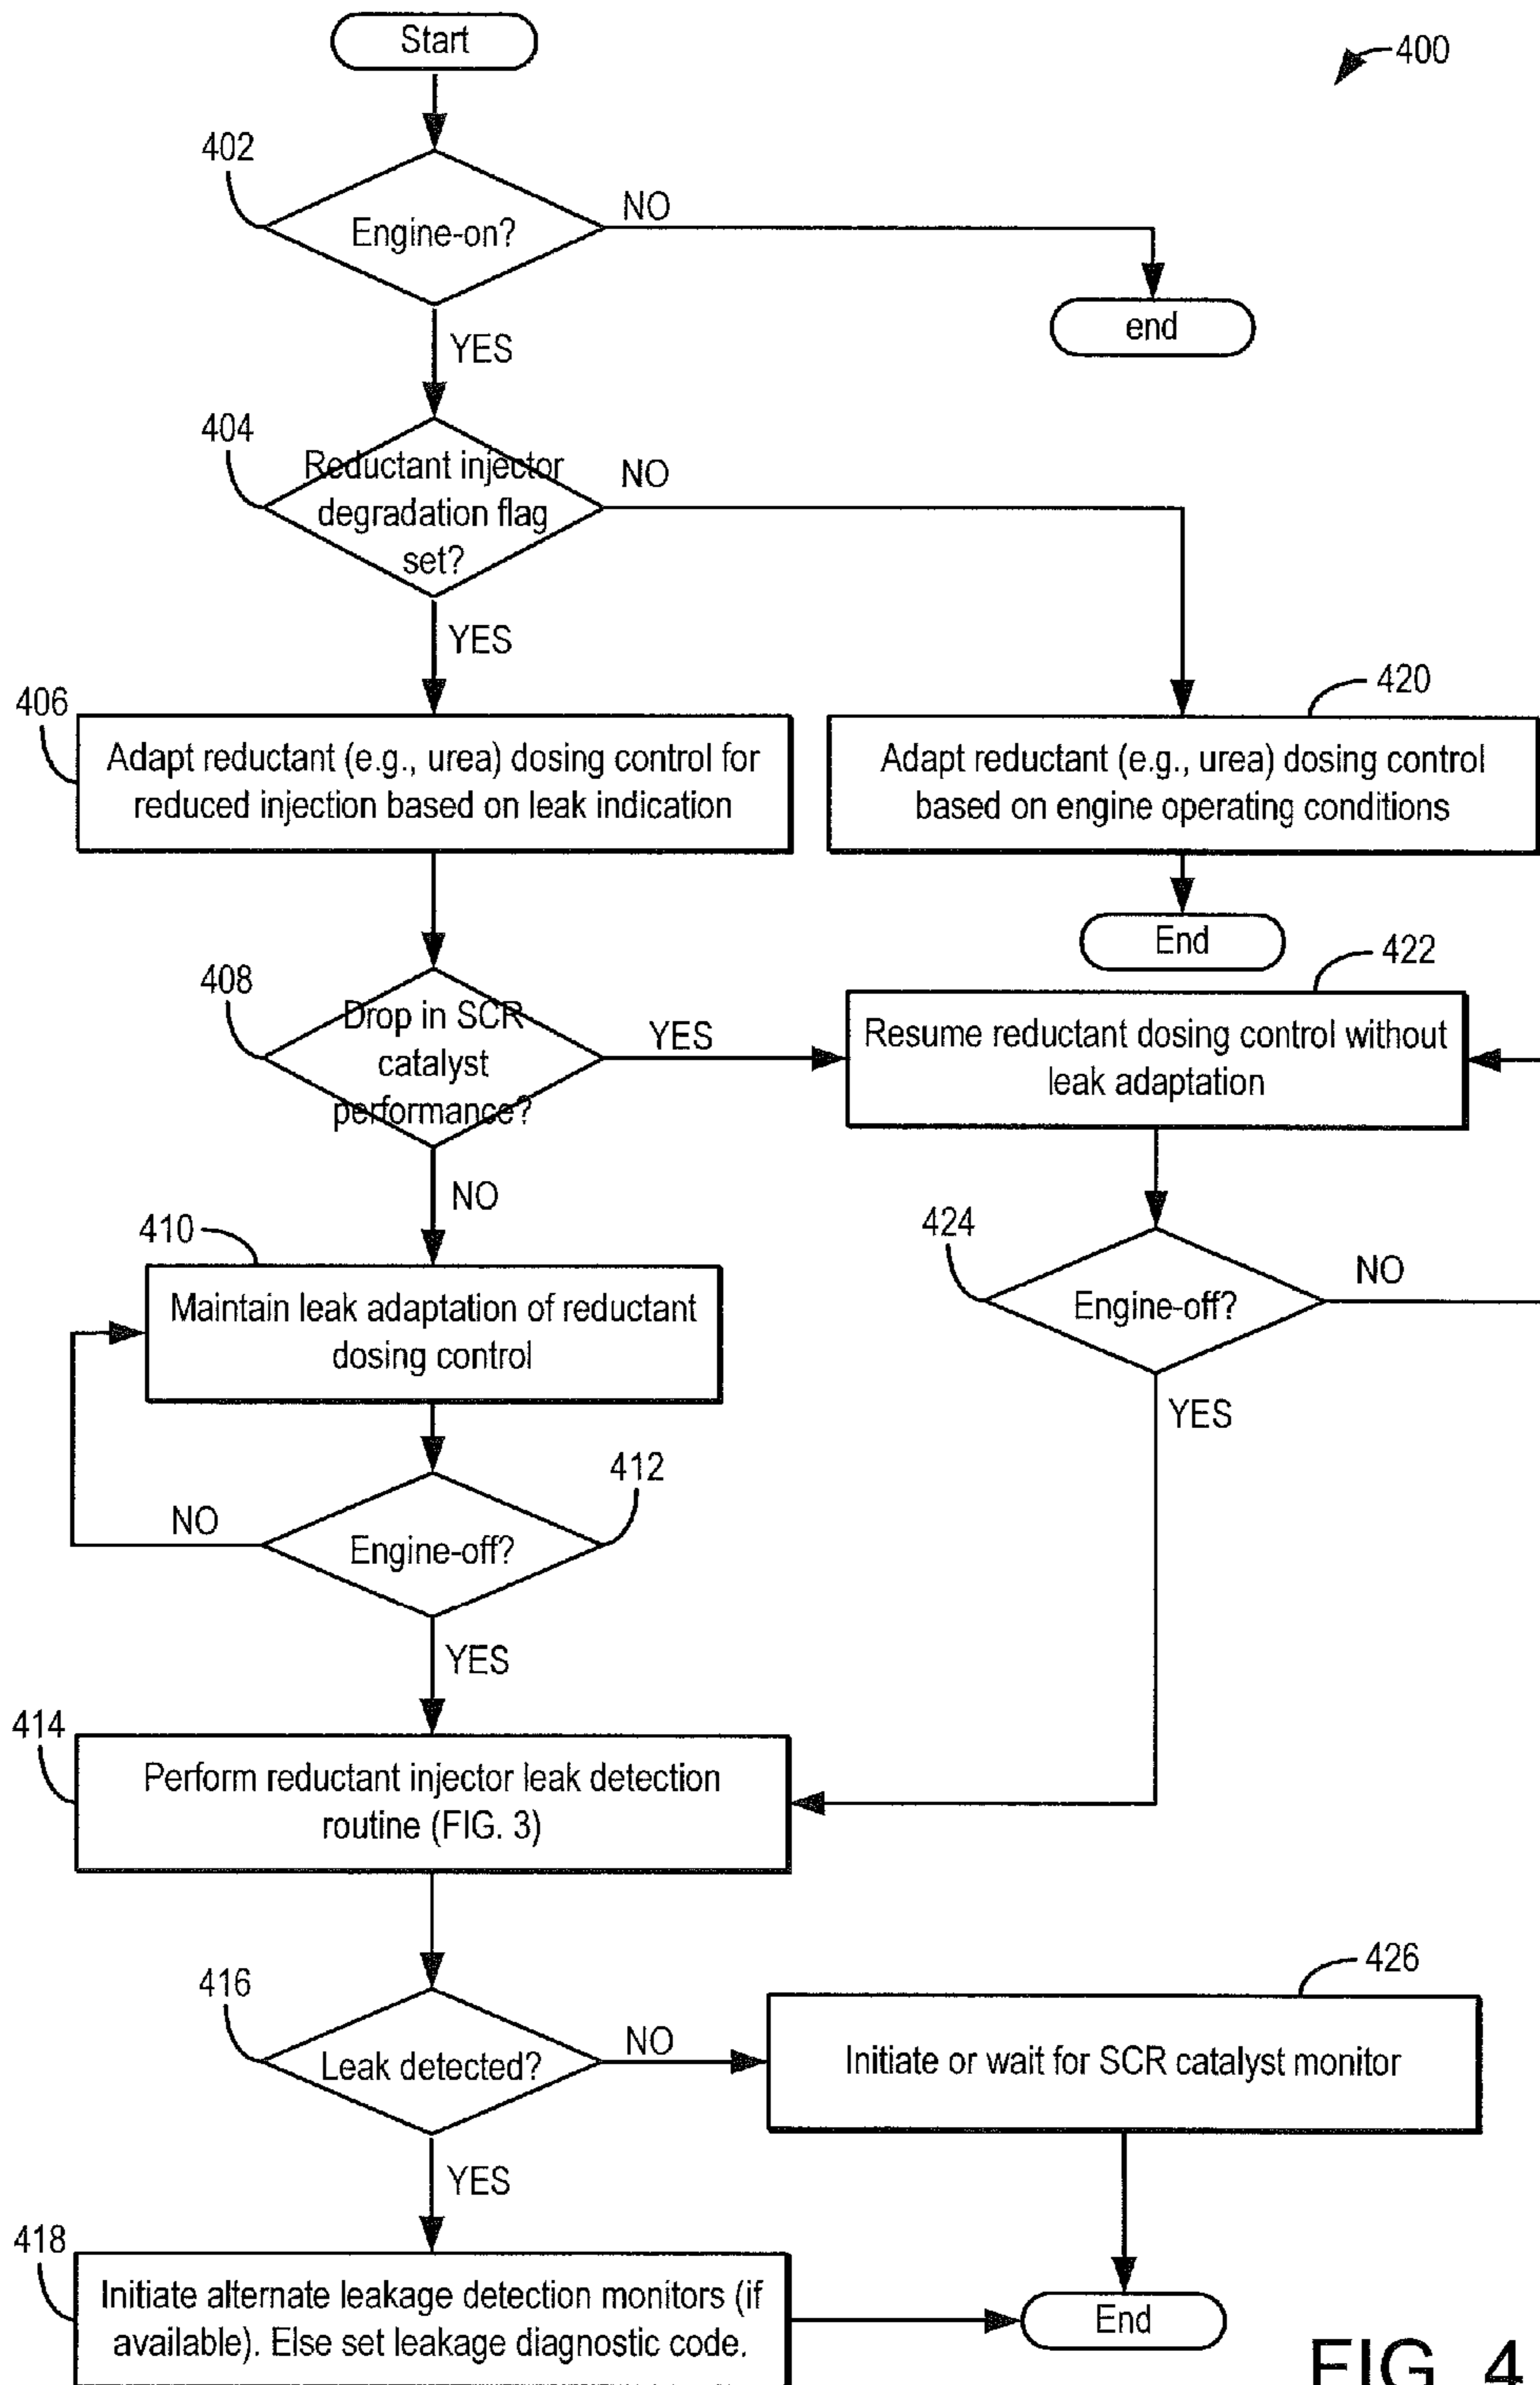 Start
400
402
Engine-on?
NO
end
YES
404
Reductant injector
degradation flag
set?
NO
YES
406
Adapt reductant (e.g., urea) dosing control for
reduced injection based on leak indication
420
Adapt reductant (e.g., urea) dosing control
based on engine operating conditions
End
408
Drop in SCR
catalyst
performance?
YES
422
Resume reductant dosing control without
leak adaptation
NO
410
Maintain leak adaptation of reductant
dosing control
424
Engine-off?
NO
YES
412
Engine-off?
NO
YES
414
Perform reductant injector leak detection
routine (FIG. 3)
416
Leak detected?
NO
426
Initiate or wait for SCR catalyst monitor
YES
418
Initiate alternate leakage detection monitors (if
available). Else set leakage diagnostic code.
End
FIG. 4